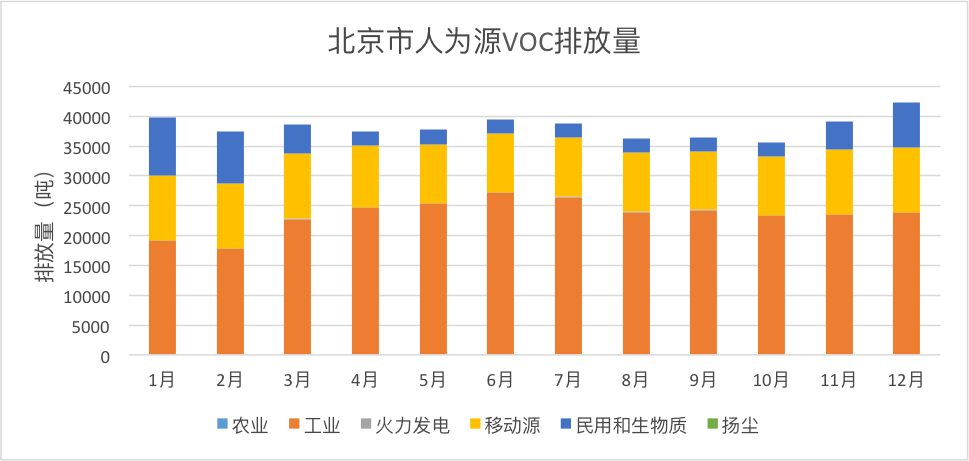 北京市人为源VOC排放量
排放量（吨）
45000
40000
35000
30000
25000
20000
15000
10000
5000
0
1月 2月 3月 4月 5月 6月 7月 8月 9月 10月 11月 12月
农业 工业 火力发电 移动源 民用和生物质 扬尘